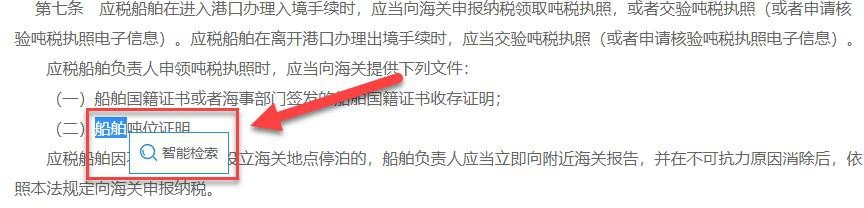 第七条　应税船舶在进入港口办理入境手续时，应当向海关申报纳税领取吨税执照，或者交验吨税执照（或者申请核
验吨税执照电子信息）。应税船舶在离开港口办理出境手续时，应当交验吨税执照（或者申请核验吨税执照电子信息）。
应税船舶负责人申领吨税执照时，应当向海关提供下列文件：
（一）船舶国籍证书或者海事部门签发的船舶国籍证书收存证明；
（二）船舶吨位证明
智能检索
应税船舶因 设立海关地点停泊的，船舶负责人应当立即向附近海关报告，并在不可抗力原因消除后，依
照本法规定向海关申报纳税。